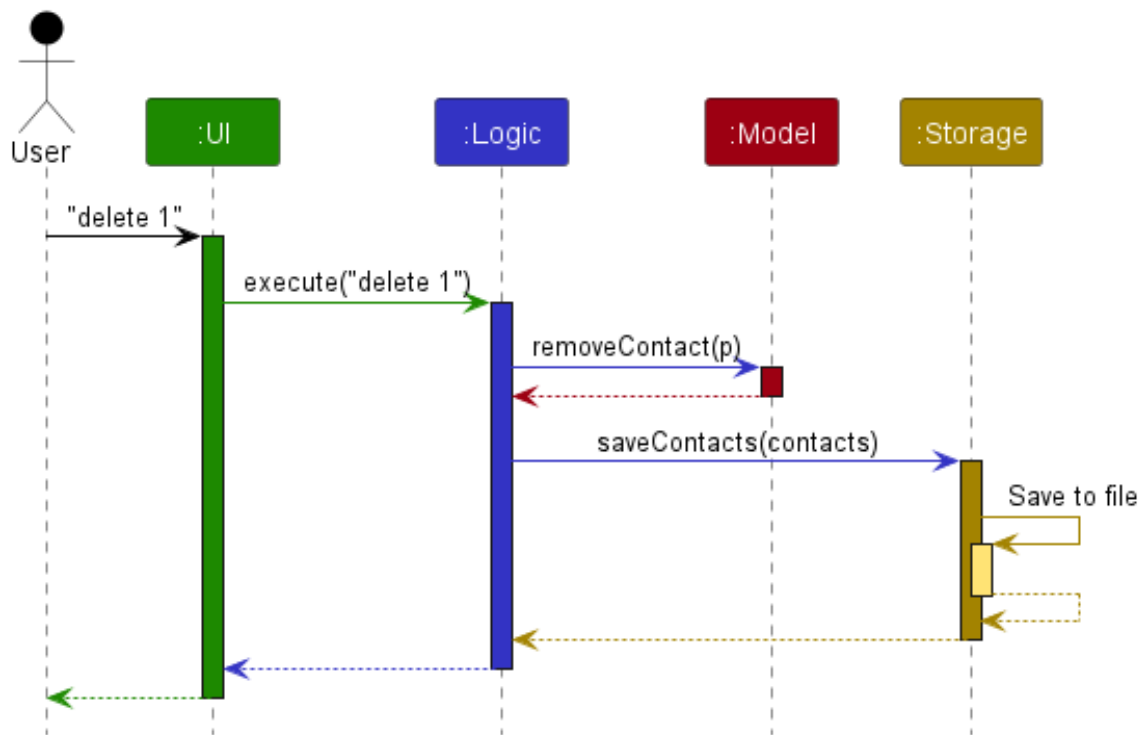 User
:UI
:Logic
:Model
:Storage
"delete 1"
execute("delete 1")
removeContact(p)
saveContacts(contacts)
Save to file